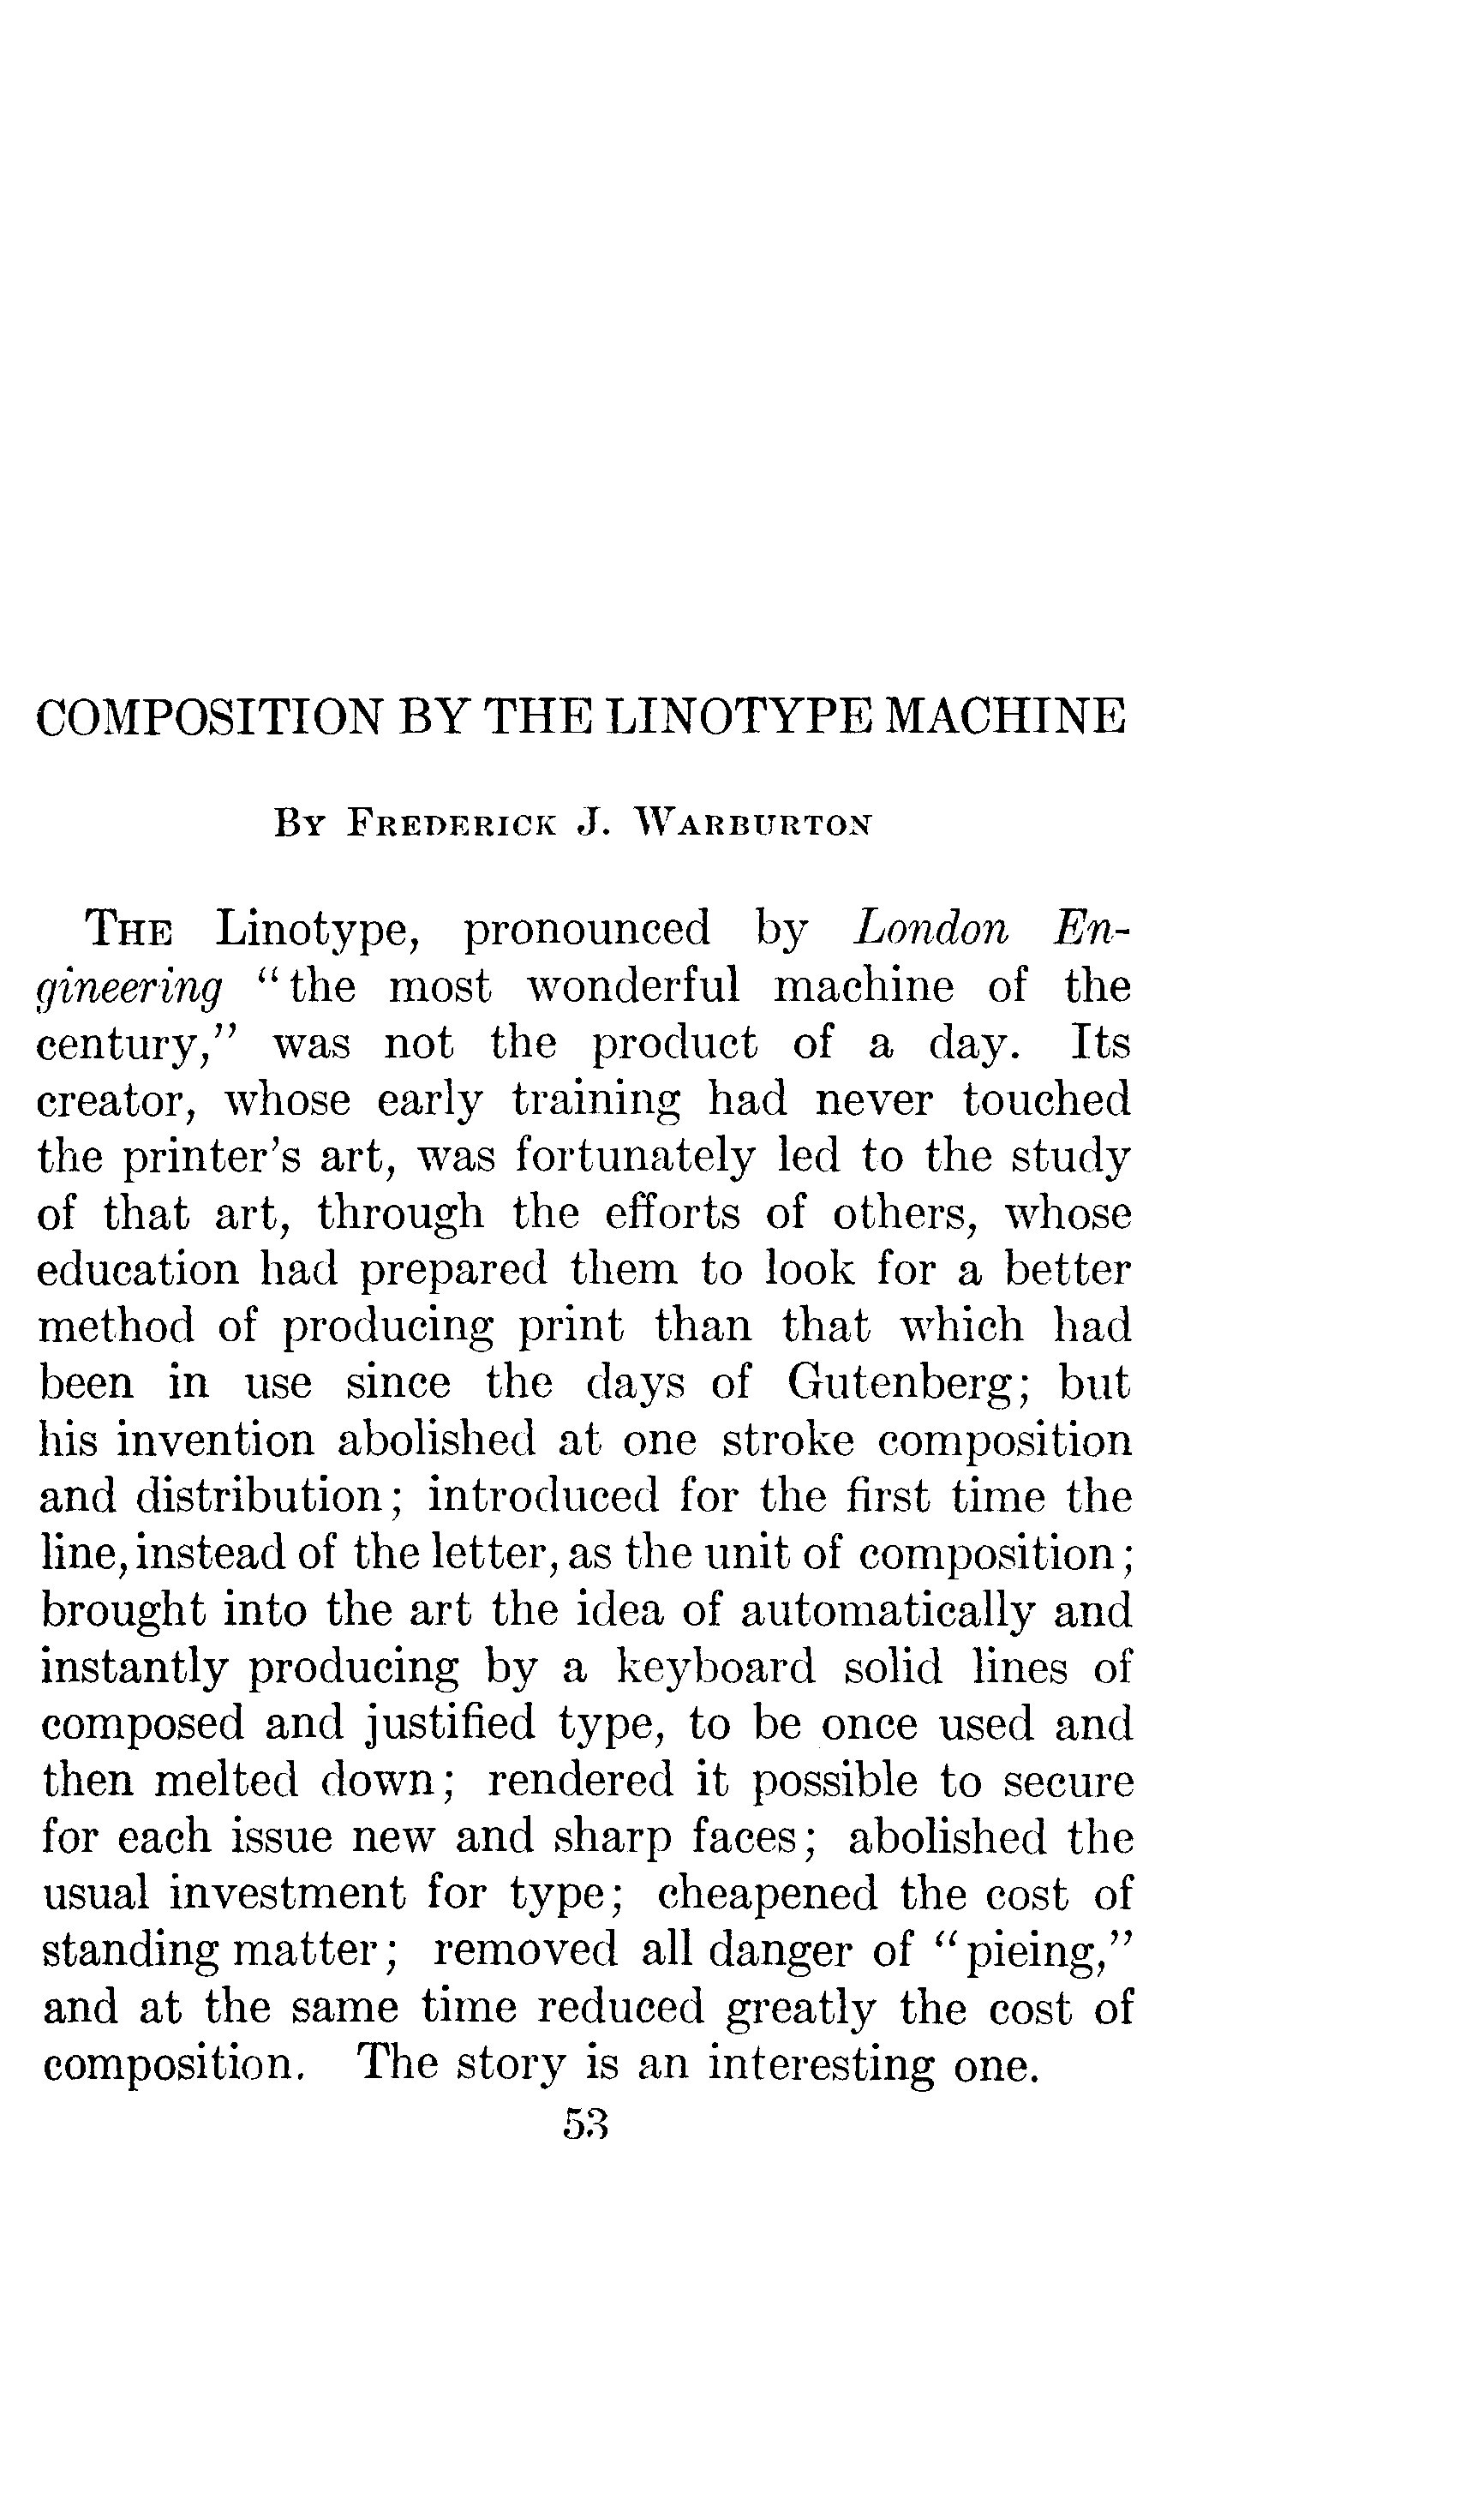 COMPOSITION BY THE LINOTYPE MACHINE
By Frederick J. Warburton
The Linotype, pronounced by London En-
gineering “the most wonderful machine of the
century,” was not the product of a day. Its
creator, whose early training had never touched
the printer’s art, was fortunately led to the study
of that art, through the efforts of others, whose
education had prepared them to look for a better
method of producing print than that which had
been in use since the days of Gutenberg; but
his invention abolished at one stroke composition
and distribution; introduced for the first time the
line, instead of the letter, as the unit of composition;
brought into the art the idea of automatically and
instantly producing by a keyboard solid lines of
composed and justified type, to be once used and
then melted down; rendered it possible to secure
for each issue new and sharp faces; abolished the
usual investment for type; cheapened the cost of
standing matter; removed all danger of “pieing,”
and at the same time reduced greatly the cost of
composition. The story is an interesting one.
53